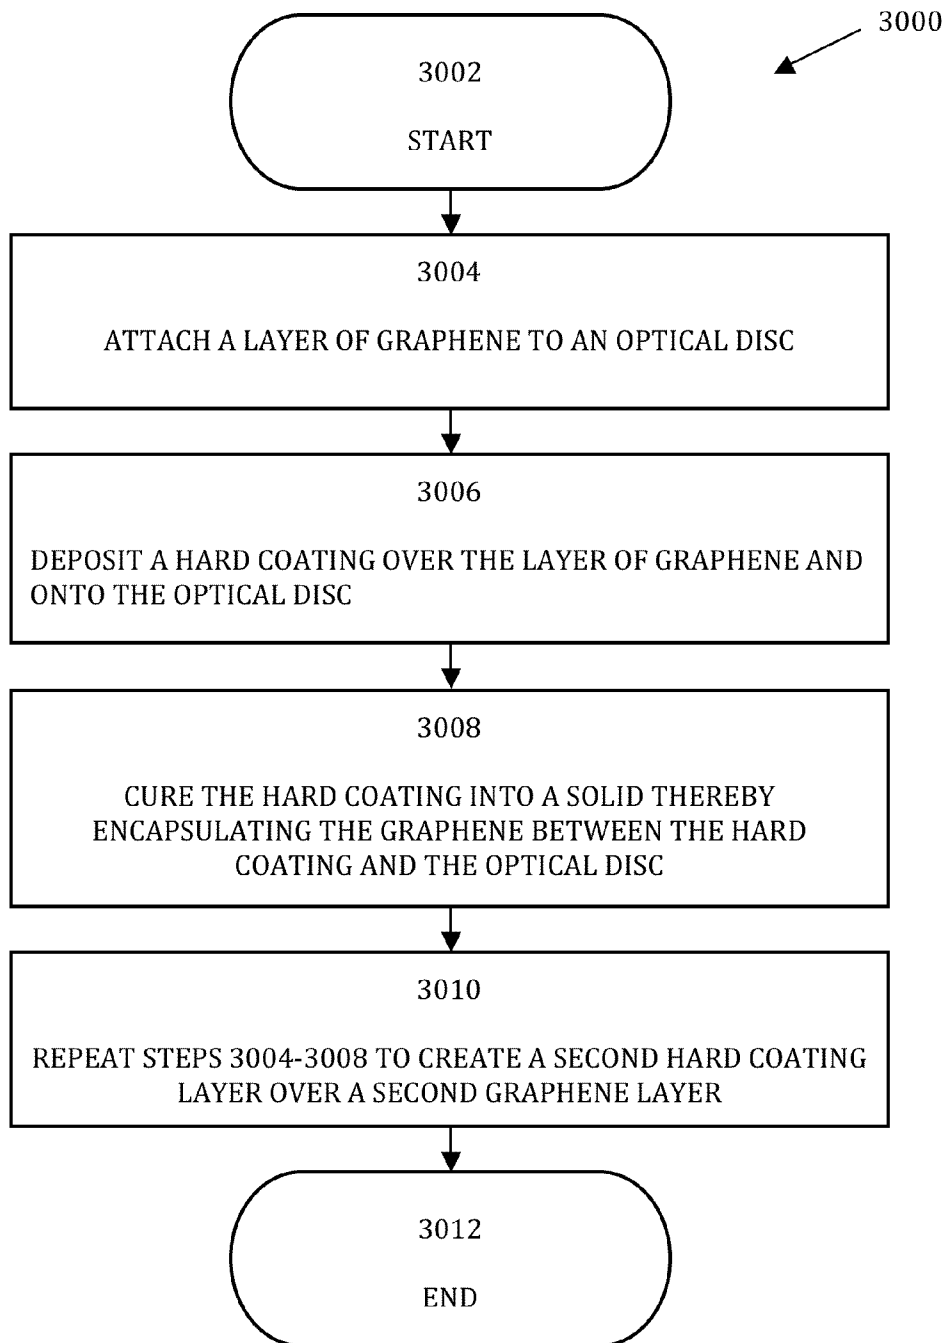 3000
3002
START
3004
ATTACH A LAYER OF GRAPHENE TO AN OPTICAL DISC
3006
DEPOSIT A HARD COATING OVER THE LAYER OF GRAPHENE AND
ONTO THE OPTICAL DISC
3008
CURE THE HARD COATING INTO A SOLID THEREBY
ENCAPSULATING THE GRAPHENE BETWEEN THE HARD
COATING AND THE OPTICAL DISC
3010
REPEAT STEPS 3004-3008 TO CREATE A SECOND HARD COATING
LAYER OVER A SECOND GRAPHENE LAYER
3012
END